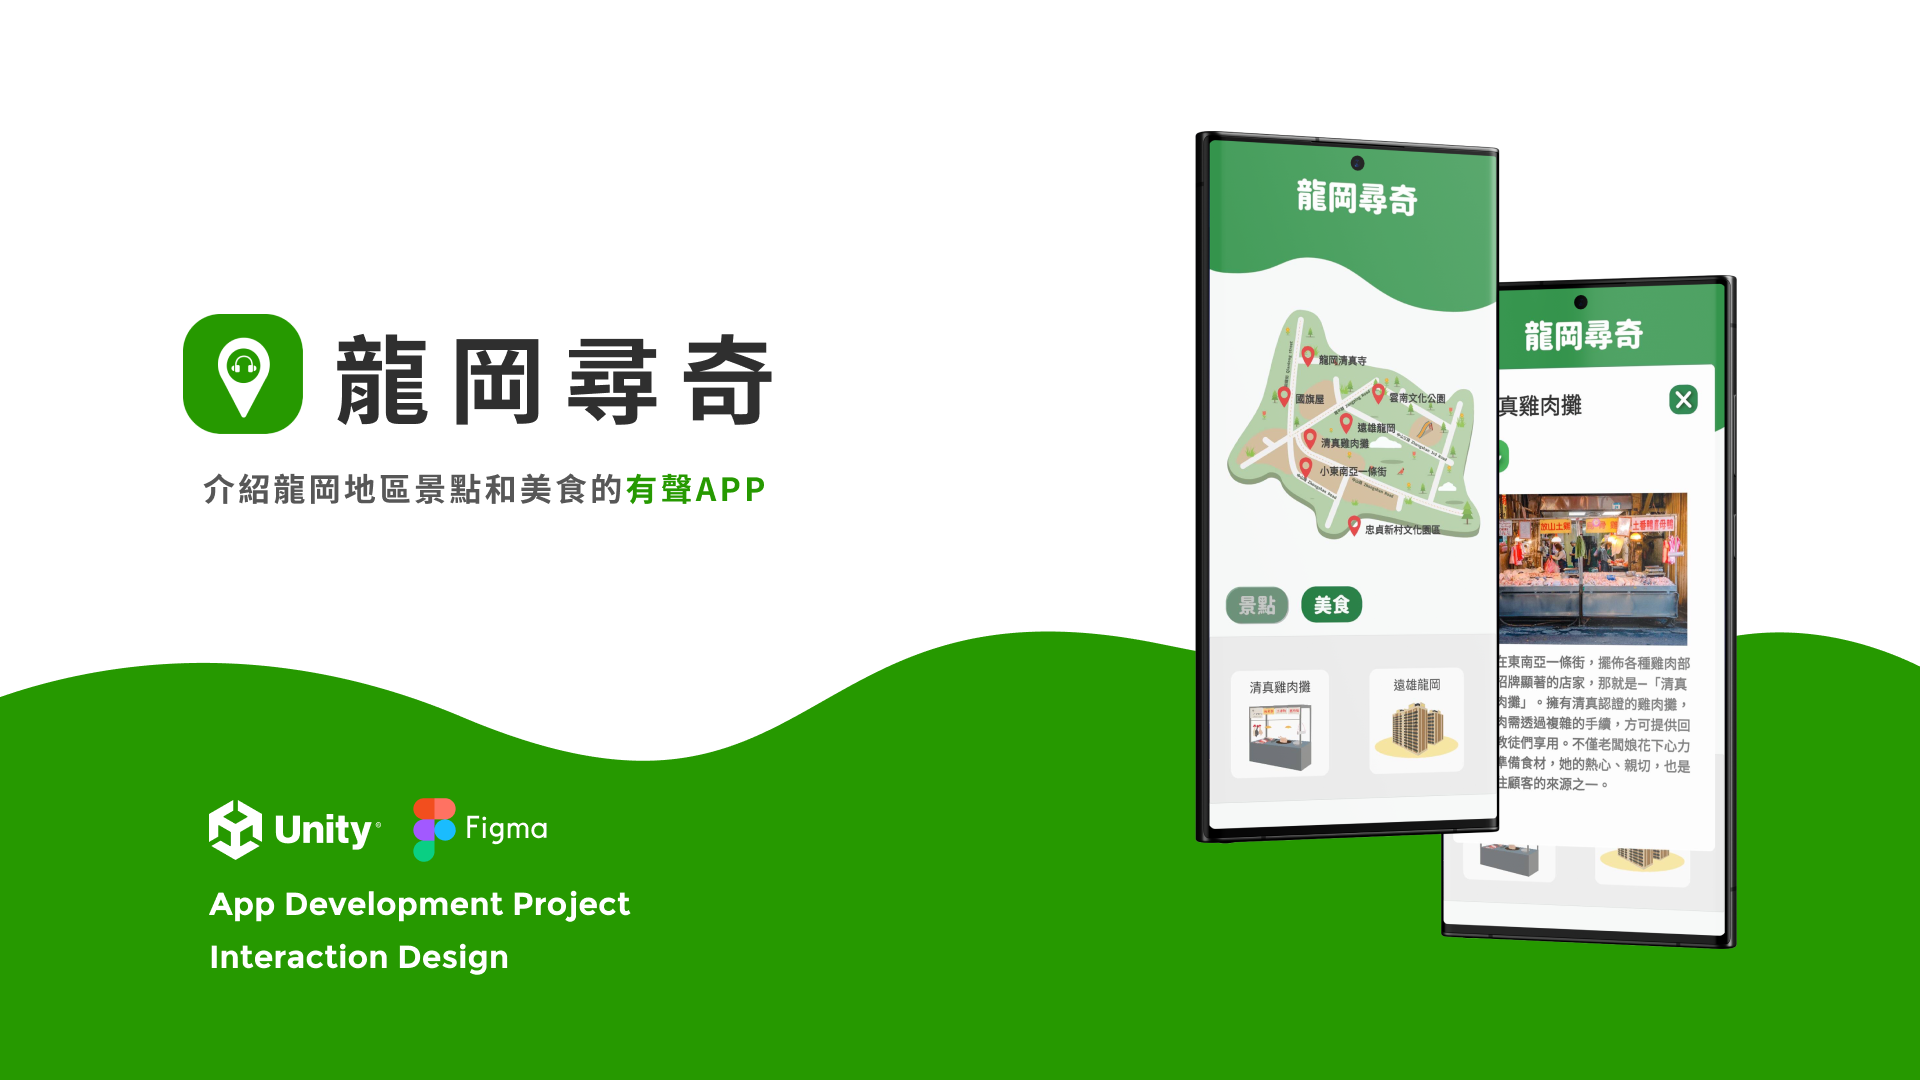 龍岡尋奇
介紹龍岡地區景點和美食的有聲APP
Unity
Figma
App Development Project
Interaction Design
龍岡尋奇
龍岡清真寺
國旗屋
雲南文化公園
遠雄龍岡
清真雞肉攤
小東南亞一條街
忠貞新村文化園區
景點
美食
清真雞肉攤
遠雄龍岡
龍岡尋奇
真雞肉攤
放山土雞
在東南亞一條街，擺佈各種雞肉部
招牌顯著的店家，那就是—「清真
肉攤」。擁有清真認證的雞肉攤，
肉需透過複雜的手續，方可提供回
教徒們享用。不僅老闆娘花下心力
準備食材，她的熱心、親切，也是
住顧客的來源之一。